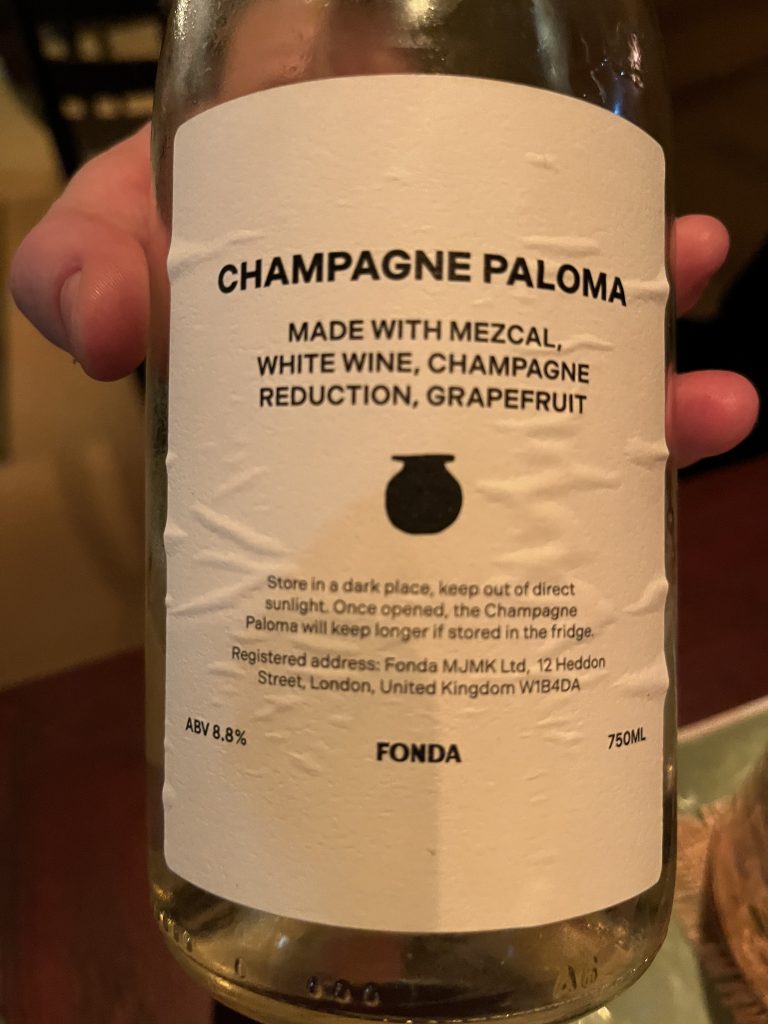 CHAMPAGNE PALOMA
MADE WITH MEZCAL,
WHITE WINE, CHAMPAGNE
REDUCTION, GRAPEFRUIT
Store in a dark place, keep out of direct
sunlight. Once opened, the Champagne
Paloma will keep longer if stored in the fridge.
Registered address: Fonda MJMK Ltd, 12 Heddon
Street, London, United Kingdom W1B4DA
ABV 8.8%
FONDA
750ML